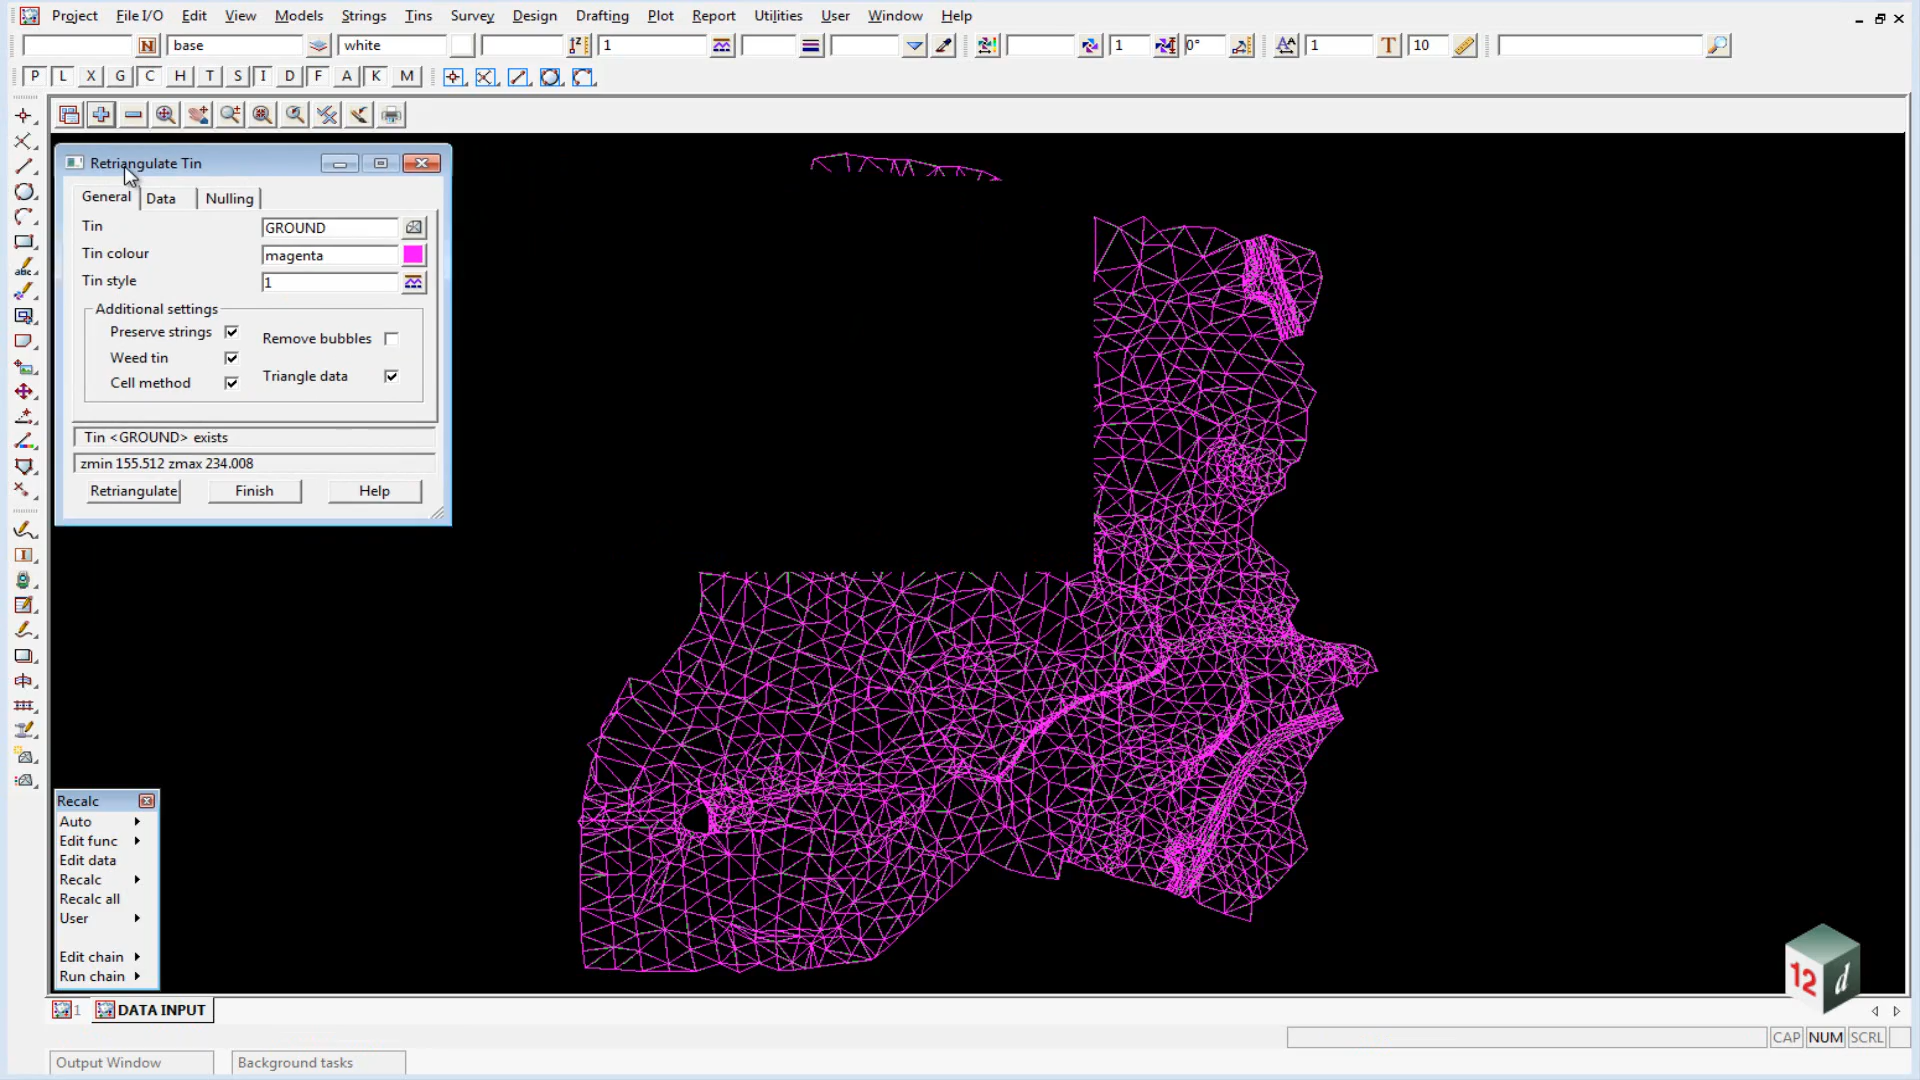 Project File I/O Edit View Models Strings Tins Survey Design Drafting Plot Report Utilities User Window Help
N base white 1 1 0° 1 T 10
P L X G C H T S I D F A K M
Retriangulate Tin
General Data Nulling
Tin GROUND
Tin colour magenta
Tin style 1
Additional settings
Preserve strings Remove bubbles
Weed tin
Triangle data
Cell method
Tin <GROUND> exists
zmin 155.512 zmax 234.008
Retriangulate Finish Help
Recalc
Auto
Edit func
Edit data
Recalc
Recalc all
User
Edit chain
Run chain
12 d
1 DATA INPUT
CAP NUM SCRL
Output Window Background tasks